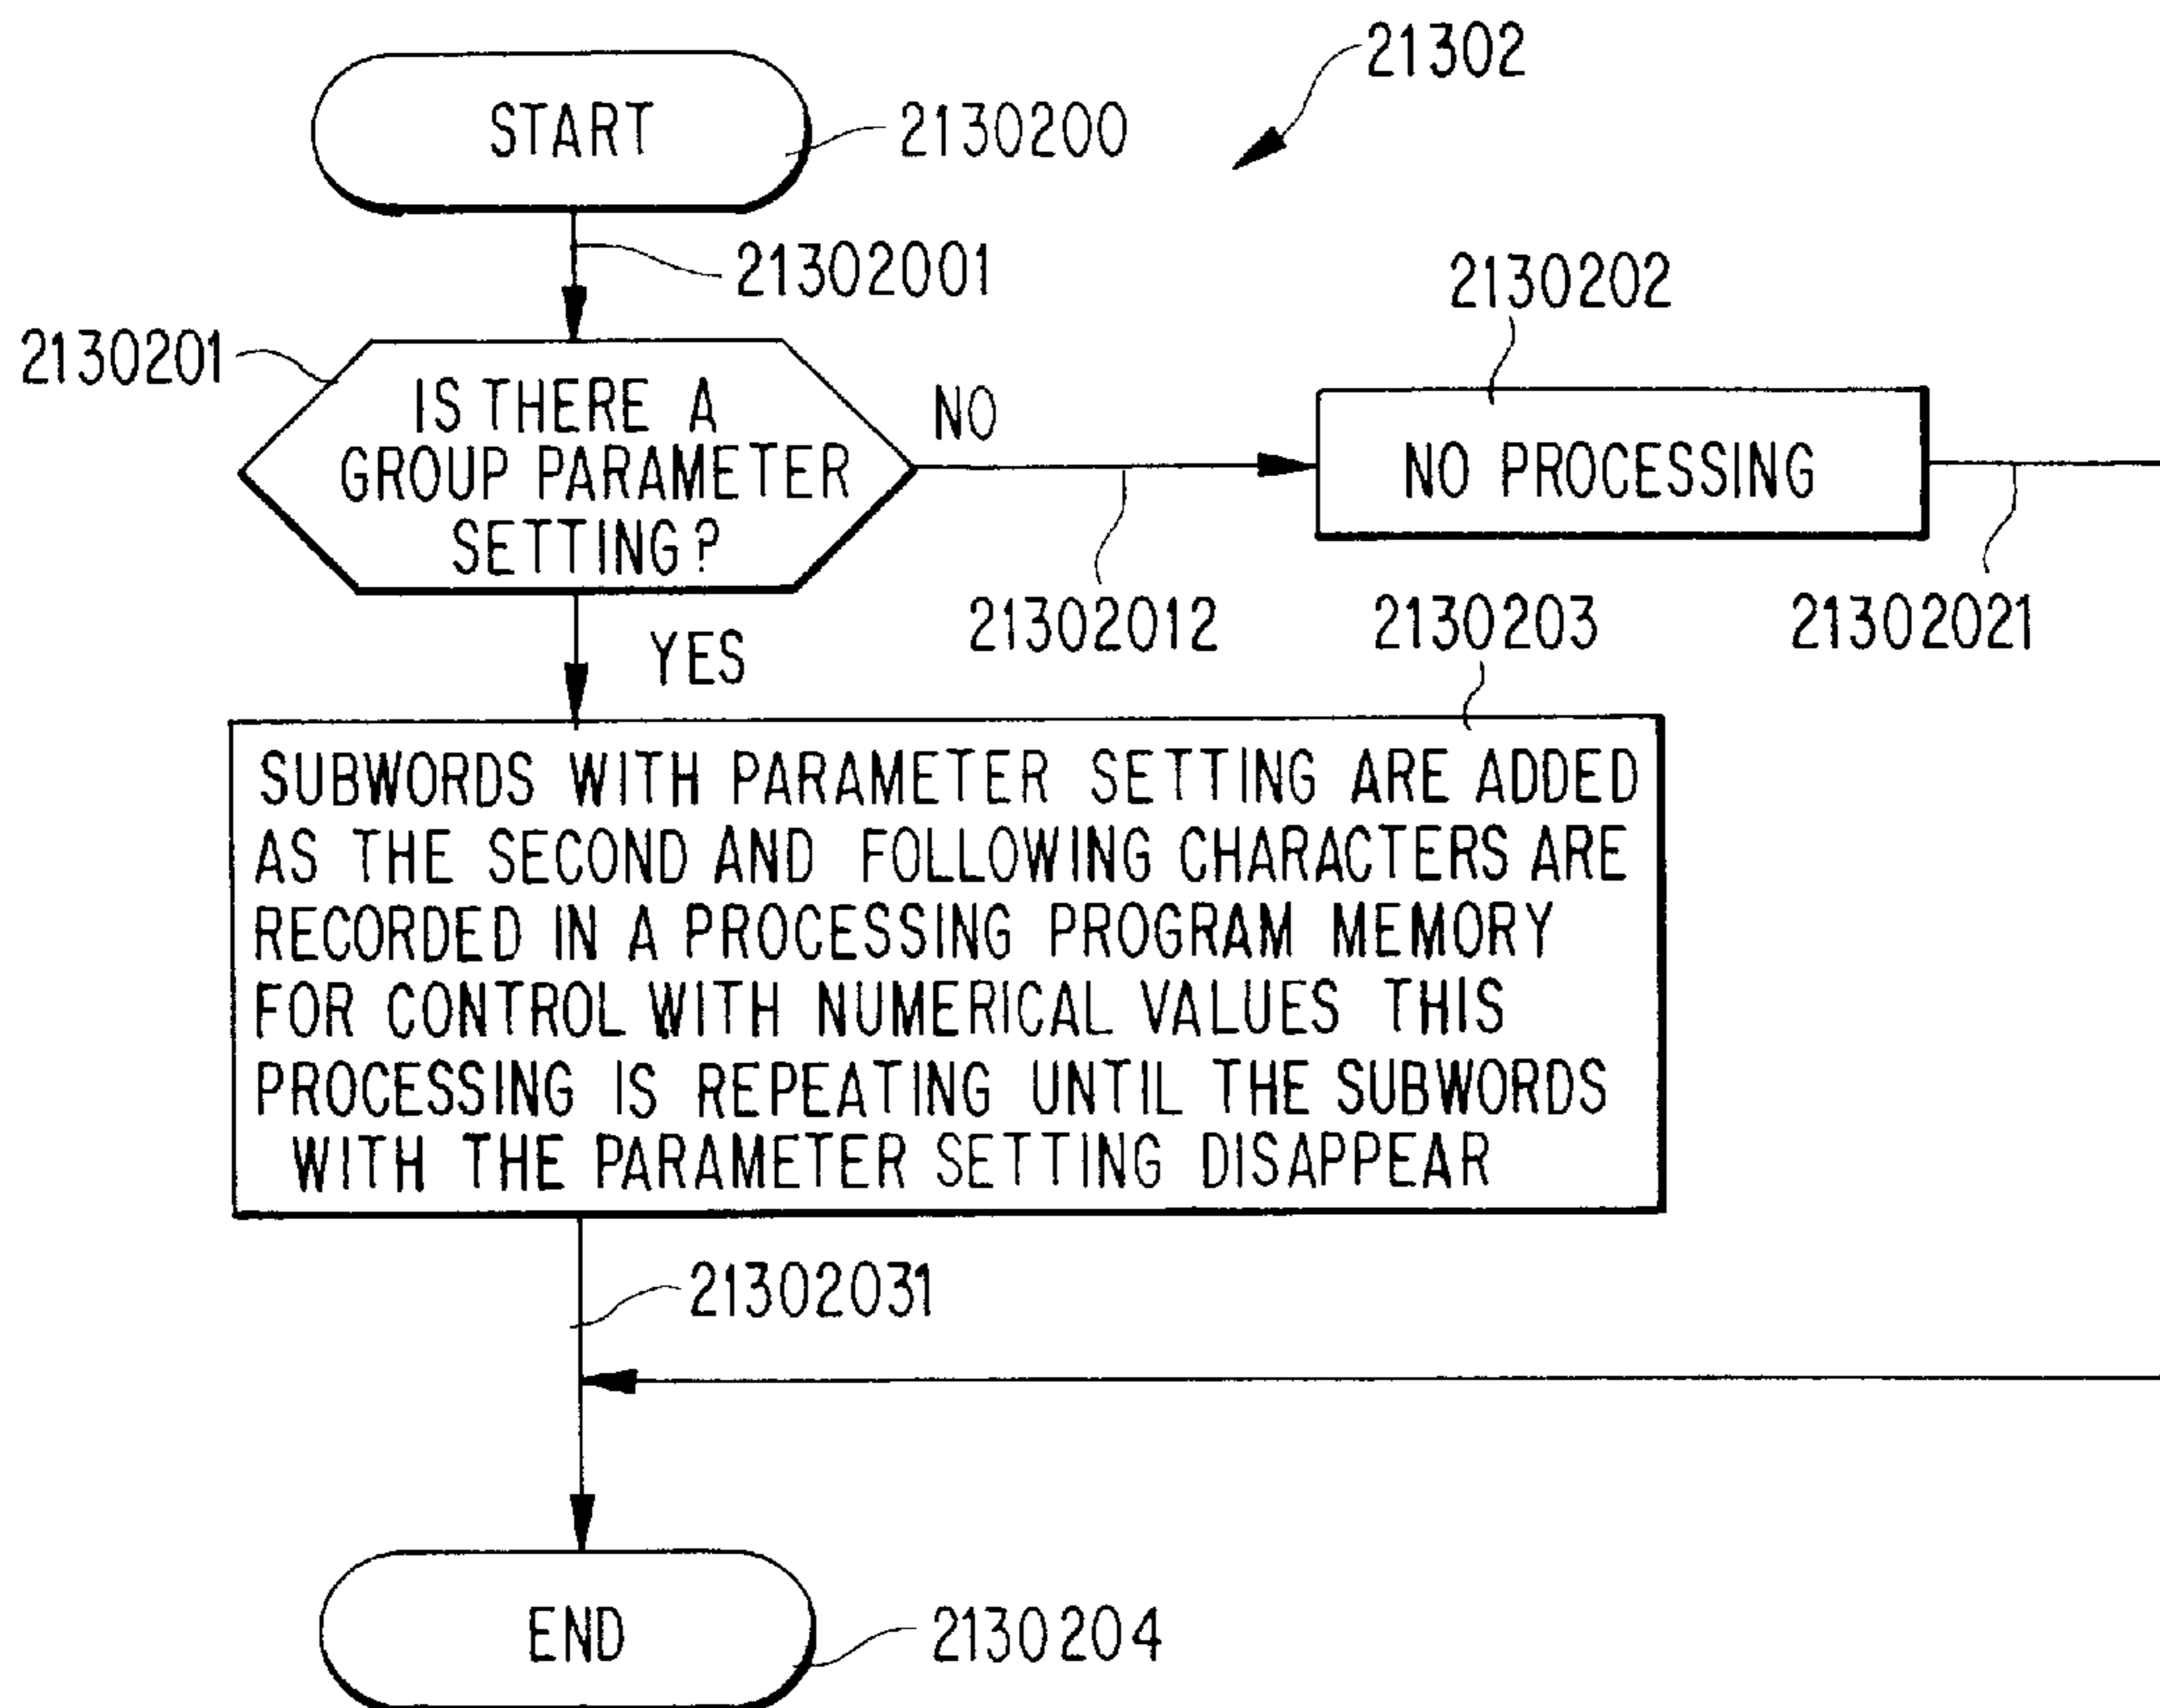 21302
START
2130200
21302001
2130202
2130201
IS THERE A
GROUP PARAMETER
SETTING?
NO
NO PROCESSING
21302012
2130203
21302021
YES
SUBWORDS WITH PARAMETER SETTING ARE ADDED
AS THE SECOND AND FOLLOWING CHARACTERS ARE
RECORDED IN A PROCESSING PROGRAM MEMORY
FOR CONTROL WITH NUMERICAL VALUES THIS
PROCESSING IS REPEATING UNTIL THE SUBWORDS
WITH THE PARAMETER SETTING DISAPPEAR
21302031
END
2130204